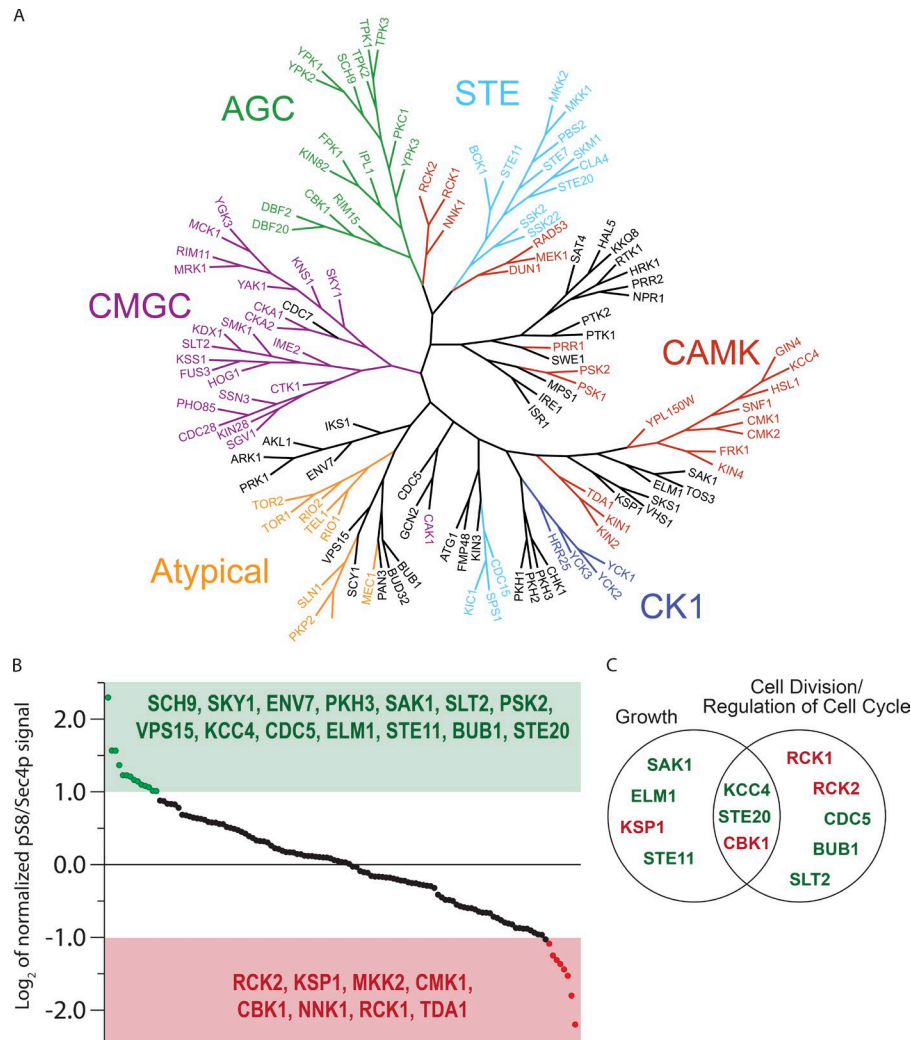 A
AGC
STE
CMGC
CAMK
Atypical
CK1
YPK1
YPK2
SCH9
TPK2
TPK1
TPK3
PKC1
YPK3
FPK1
KIN82
IPL1
RIM15
CBK1
DBF2
DBF20
RCK2
RCK1
NNK1
BCK1
STE11
MKK2
MKK1
PBS2
STE7
SKM1
CLA4
STE20
SSK2
SSK22
RAD53
MEK1
DUN1
SAT4
HAL5
KKQ8
RTK1
HRK1
PRR2
NPR1
PTK2
PTK1
PRR1
SWE1
PSK2
PSK1
MPS1
IRE1
ISR1
YGK3
MCK1
RIM11
MRK1
YAK1
KNS1
SKY1
CKA1
CKA2
CDC7
KDX1
SMK1
SLT2
KSS1
FUS3
HOG1
IME2
CTK1
SSN3
PHO85
CDC28
KIN28
SGV1
IKS1
AKL1
ARK1
PRK1
ENV7
TOR2
TOR1
RIO2
TEL1
RIO1
VPS15
SCY1
SLN1
PKP2
MEC1
PAN3
BUD32
BUB1
CDC5
GCN2
CAK1
ATG1
FMP48
KIN3
KIC1
CDC15
SPS1
PKH1
PKH2
PKH3
CHK1
HRR25
YCK3
YCK1
YCK2
TDA1
KIN1
KIN2
KSP1
VHS1
SKS1
ELM1
TOS3
SAK1
YPL150W
GIN4
KCC4
HSL1
SNF1
CMK1
CMK2
FRK1
KIN4
B
Log2 of normalized pS8/Sec4p signal
2.0
1.0
0.0
-1.0
-2.0
SCH9, SKY1, ENV7, PKH3, SAK1, SLT2, PSK2,
VPS15, KCC4, CDC5, ELM1, STE11, BUB1, STE20
RCK2, KSP1, MKK2, CMK1,
CBK1, NNK1, RCK1, TDA1
C
Growth
Cell Division/
Regulation of Cell Cycle
SAK1
ELM1
KSP1
STE11
KCC4
STE20
CBK1
RCK1
RCK2
CDC5
BUB1
SLT2